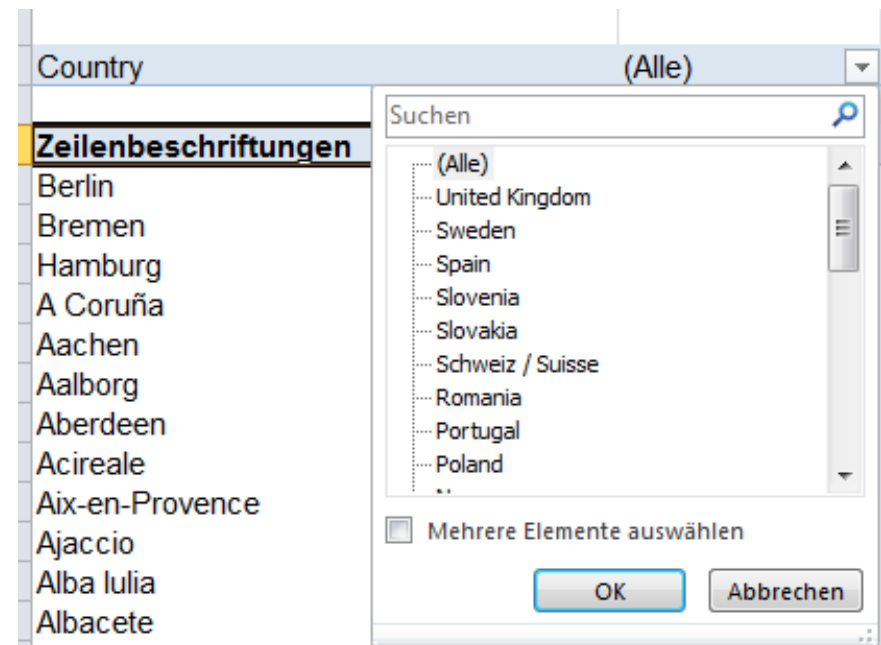 Country (Alle)
Suchen
Zeilenbeschriftungen
Berlin
Bremen
Hamburg
A Coruña
Aachen
Aalborg
Aberdeen
Acireale
Aix-en-Provence
Ajaccio
Alba Iulia
Albacete
(Alle)
United Kingdom
Sweden
Spain
Slovenia
Slovakia
Schweiz / Suisse
Romania
Portugal
Poland
Mehrere Elemente auswählen
OK Abbrechen